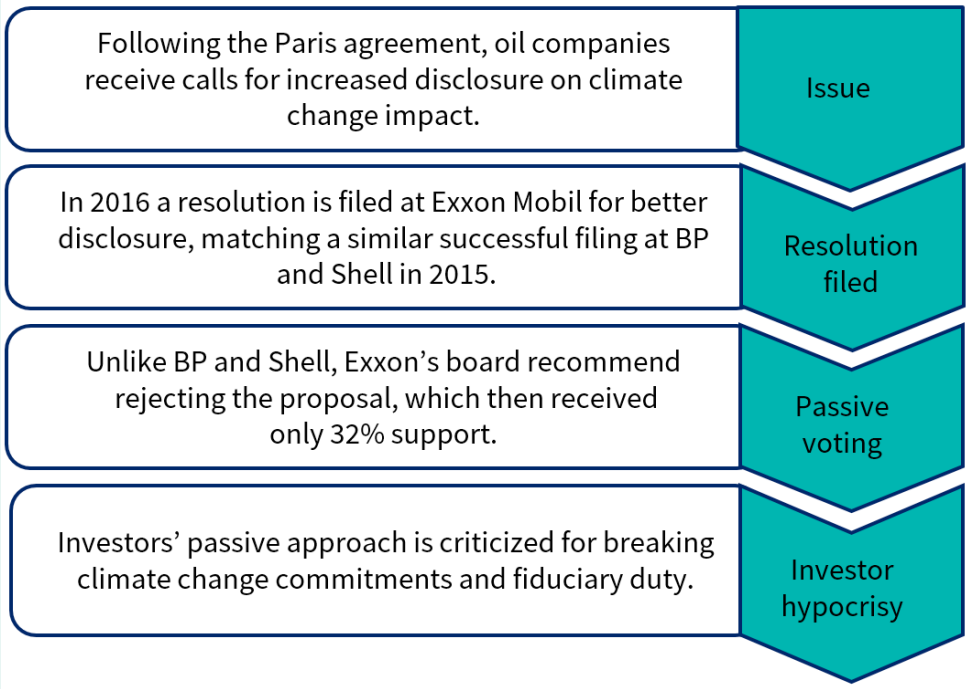 Following the Paris agreement, oil companies
receive calls for increased disclosure on climate
change impact.
Issue
In 2016 a resolution is filed at Exxon Mobil for better
disclosure, matching a similar successful filing at BP
and Shell in 2015.
Resolution
filed
Unlike BP and Shell, Exxon’s board recommend
rejecting the proposal, which then received
only 32% support.
Passive
voting
Investors’ passive approach is criticized for breaking
climate change commitments and fiduciary duty.
Investor
hypocrisy